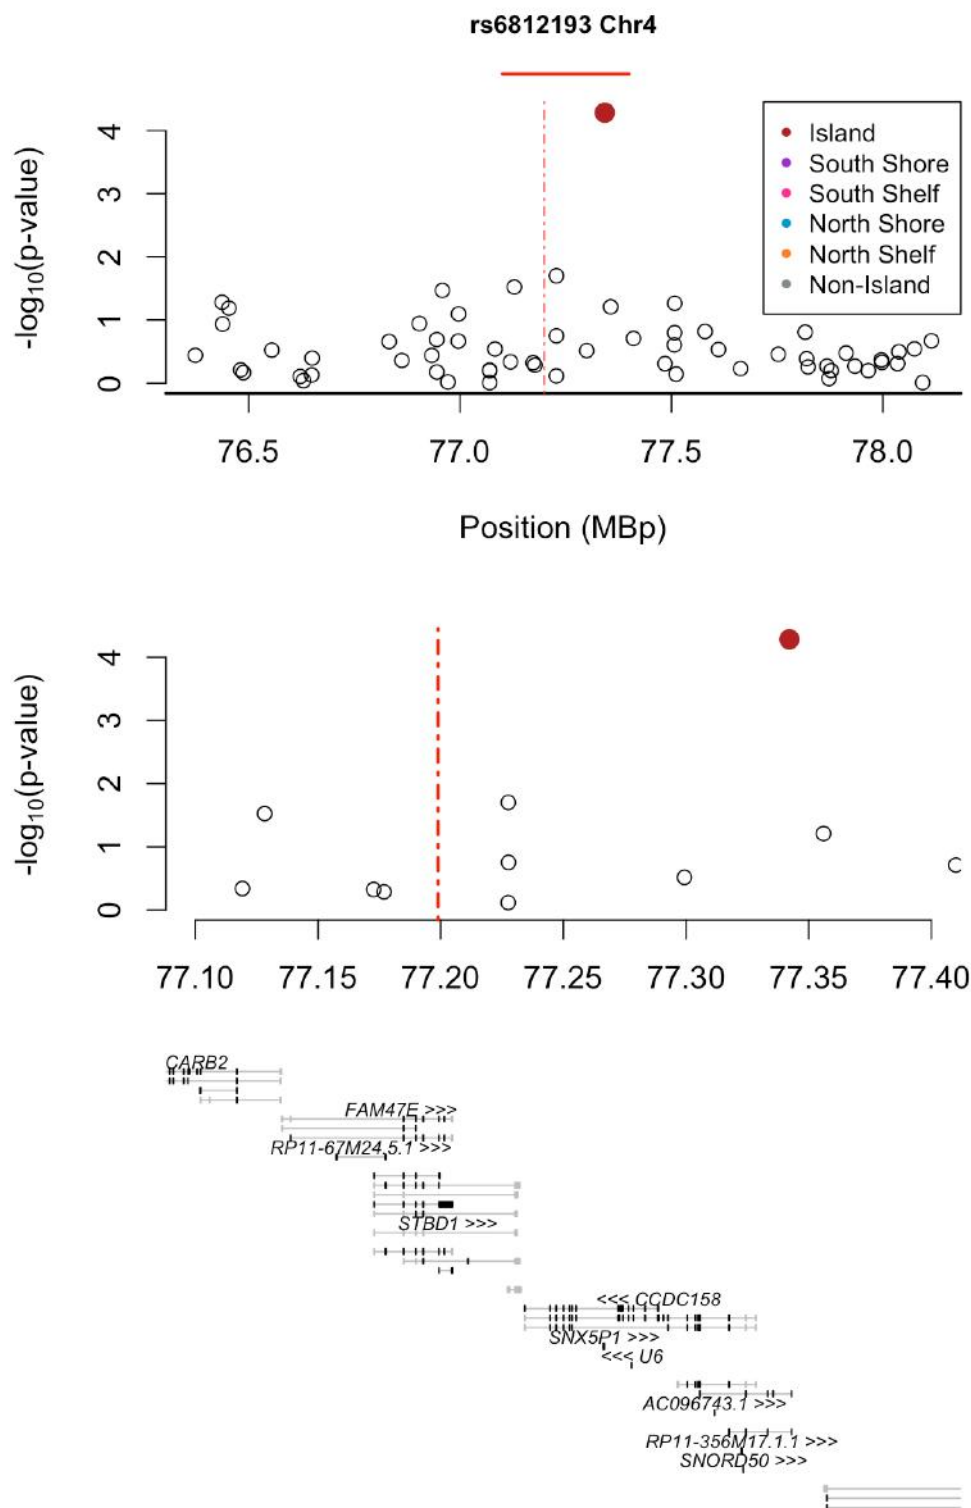 rs6812193 Chr4
-log10(p-value)
4
3
2
1
0
Island
South Shore
South Shelf
North Shore
North Shelf
Non-Island
76.5 77.0 77.5 78.0
Position (MBp)
-log10(p-value)
4
3
2
1
0
77.10 77.15 77.20 77.25 77.30 77.35 77.40
CARB2
FAM47E >>>
RP11-67M24.5.1 >>>
STBD1 >>>
<<< CCDC158
SNX5P1 >>>
<<< U6
AC096743.1 >>>
RP11-356M17.1.1 >>>
SNORD50 >>>